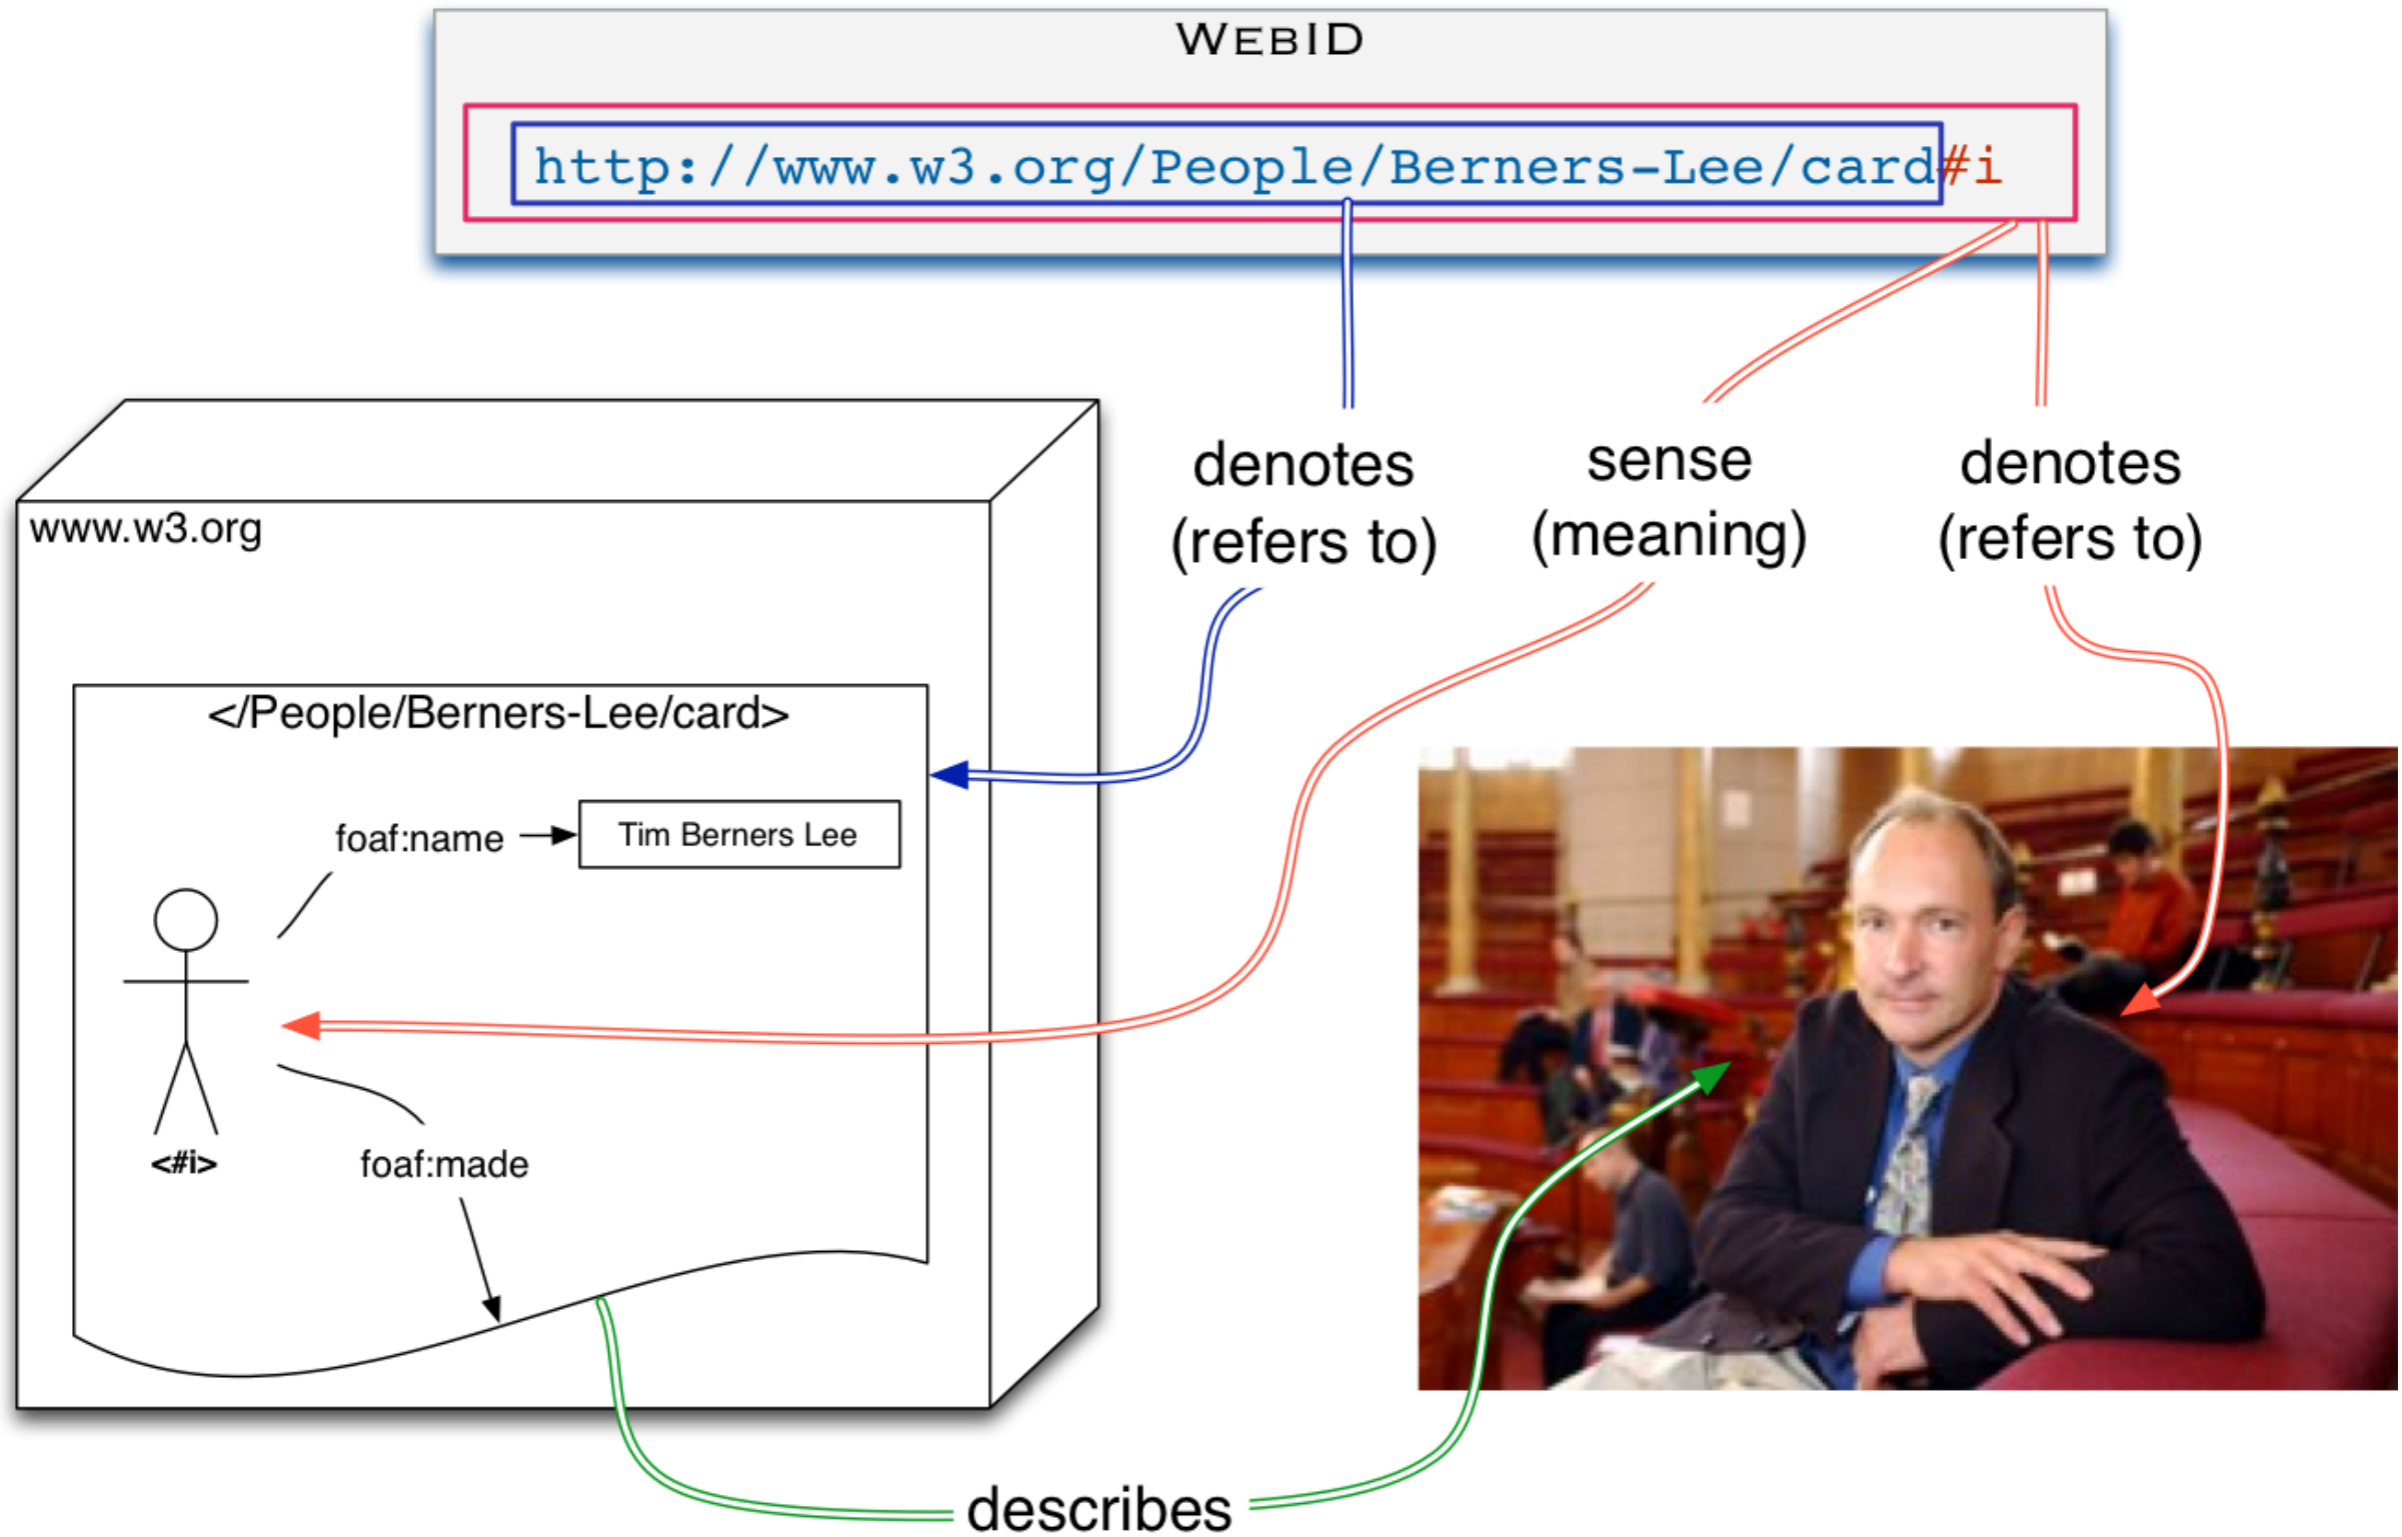 WEBID
http://www.w3.org/People/Berners-Lee/card#i
denotes
(refers to)
sense
(meaning)
denotes
(refers to)
www.w3.org
</People/Berners-Lee/card>
foaf:name
Tim Berners Lee
<#i>
foaf:made
describes